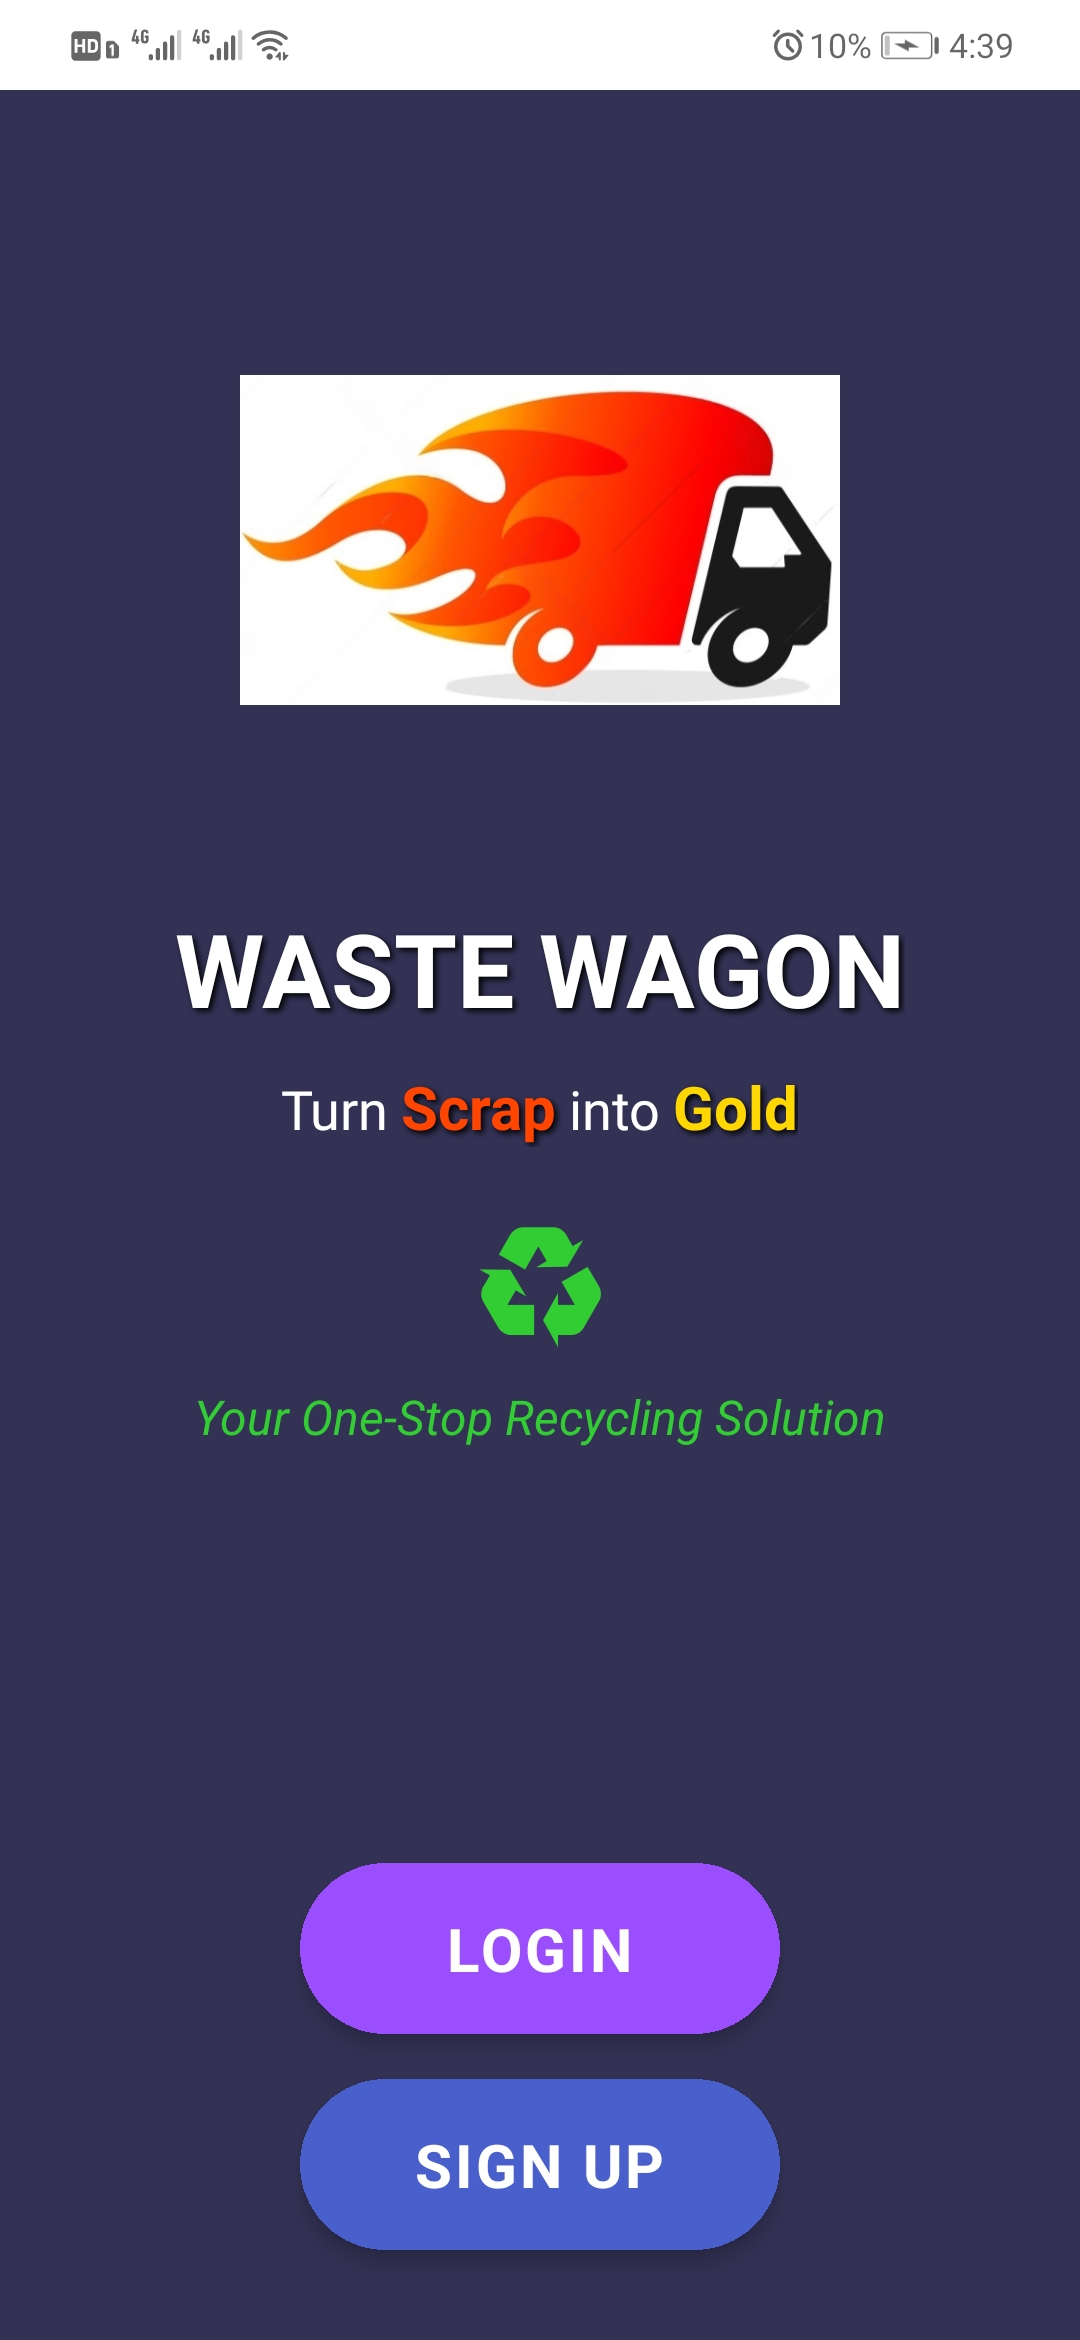 HD 1 4G 4G 10% 4:39
WASTE WAGON
Turn Scrap into Gold
Your One-Stop Recycling Solution
LOGIN
SIGN UP